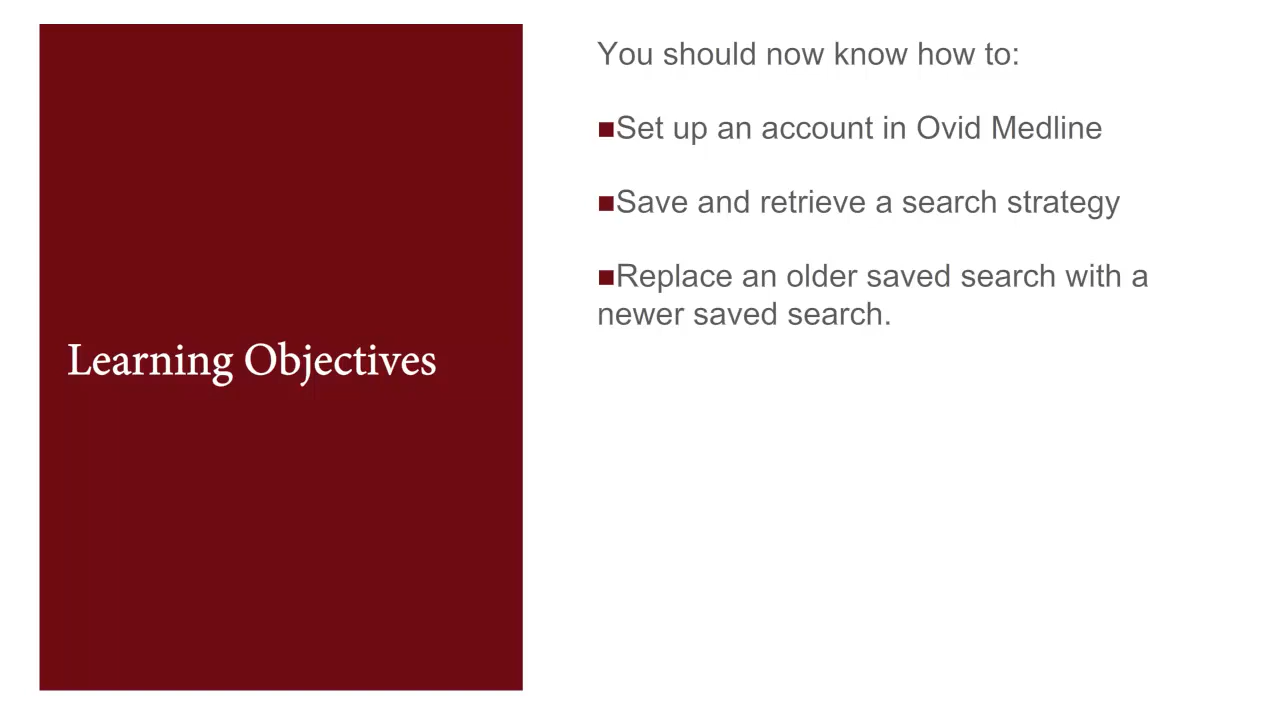 Learning Objectives
You should now know how to:
■Set up an account in Ovid Medline
■Save and retrieve a search strategy
■Replace an older saved search with a
newer saved search.